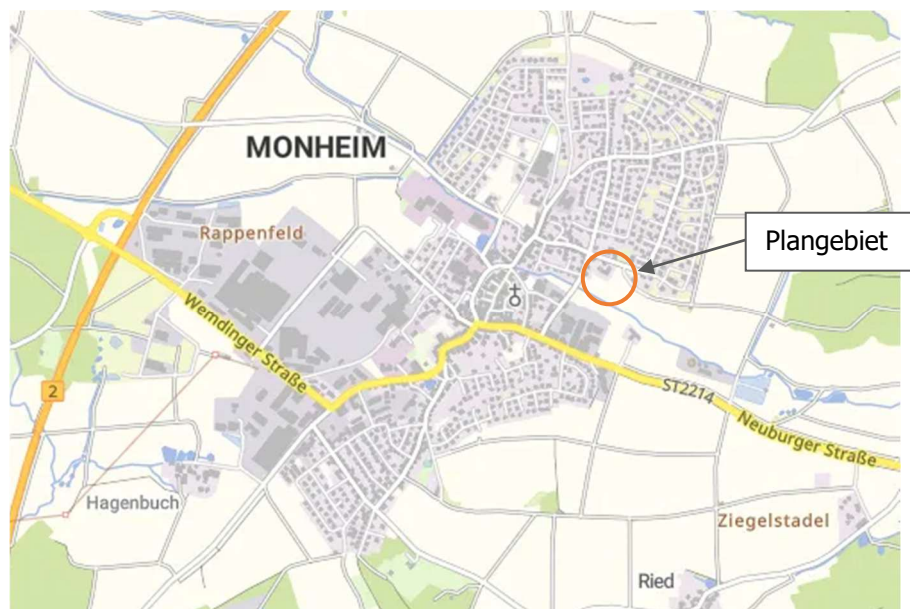 MONHEIM
Rappenfeld
Plangebiet
Wemdinger Straße
2
ST2214
Neuburger Straße
Hagenbuch
Ziegelstadel
Ried